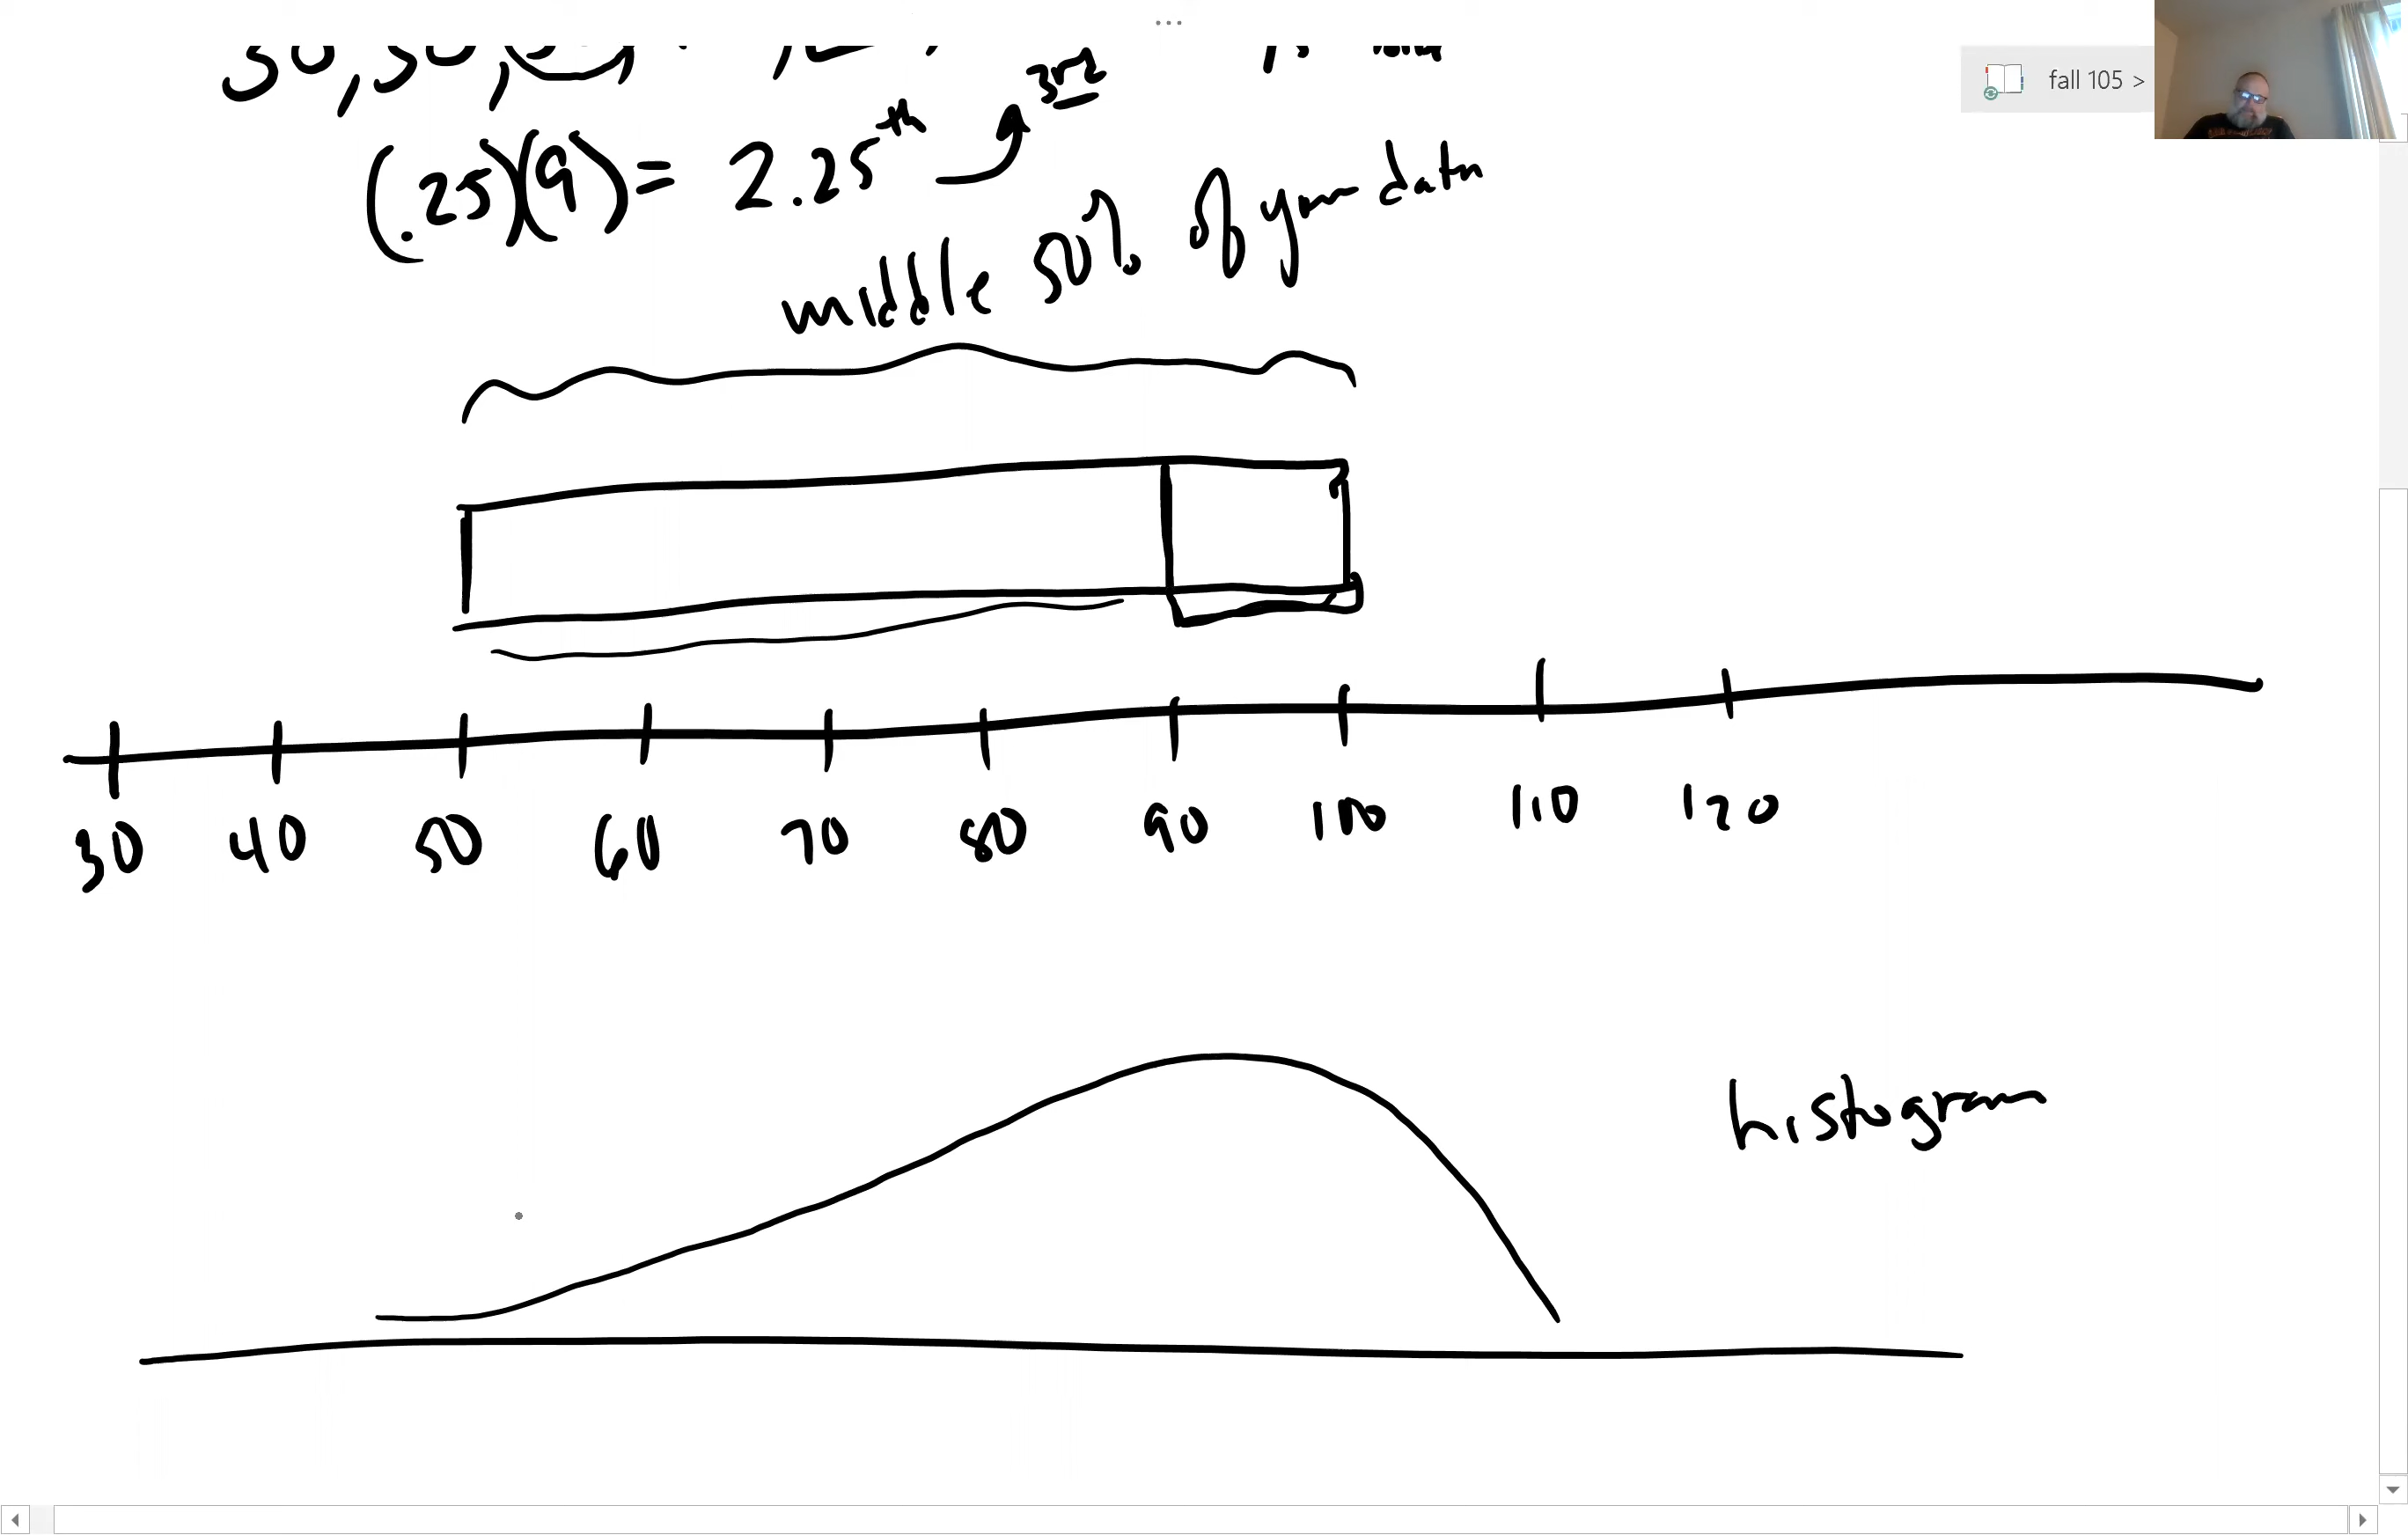 fall 105 >
3rd
(.25)(9) = 2.25th
middle 50% of your data
30 40 50 60 70 80 90 100 110 120
histogram